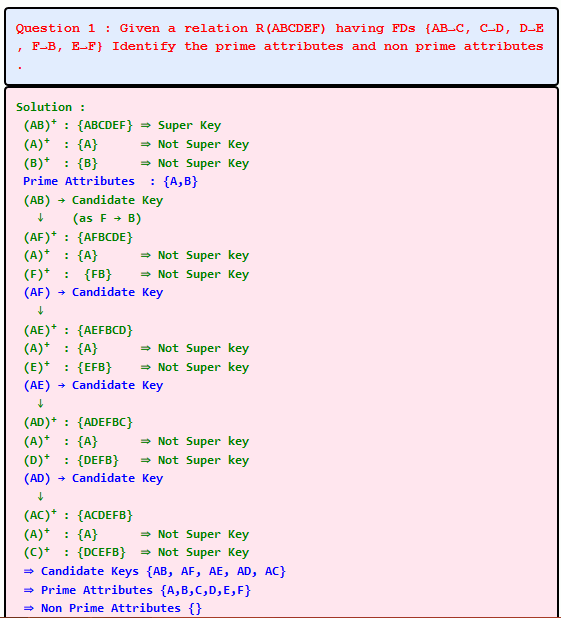 Question 1 : Given a relation R(ABCDEF) having FDs {AB→C, C→D, D→E
, F→B, E→F} Identify the prime attributes and non prime attributes
.
Solution :
(AB)⁺ : {ABCDEF} ⇒ Super Key
(A)⁺ : {A} ⇒ Not Super Key
(B)⁺ : {B} ⇒ Not Super Key
Prime Attributes : {A,B}
(AB) → Candidate Key
↓ (as F → B)
(AF)⁺ : {AFBCDE}
(A)⁺ : {A} ⇒ Not Super key
(F)⁺ : {FB} ⇒ Not Super Key
(AF) → Candidate Key
↓
(AE)⁺ : {AEFBCD}
(A)⁺ : {A} ⇒ Not Super key
(E)⁺ : {EFB} ⇒ Not Super Key
(AE) → Candidate Key
↓
(AD)⁺ : {ADEFBC}
(A)⁺ : {A} ⇒ Not Super key
(D)⁺ : {DEFB} ⇒ Not Super key
(AD) → Candidate Key
↓
(AC)⁺ : {ACDEFB}
(A)⁺ : {A} ⇒ Not Super Key
(C)⁺ : {DCEFB} ⇒ Not Super Key
⇒ Candidate Keys {AB, AF, AE, AD, AC}
⇒ Prime Attributes {A,B,C,D,E,F}
⇒ Non Prime Attributes {}